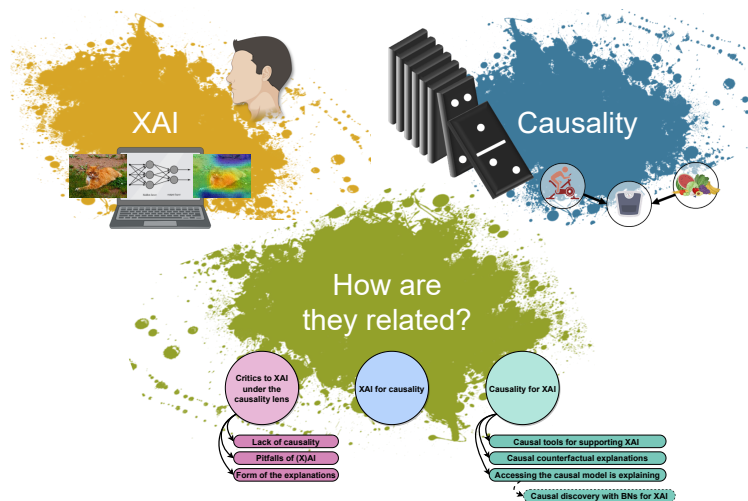 XAI
Causality
How are
they related?
Critics to XAI
under the
causality lens
XAI for causality
Causality for XAI
Lack of causality
Pitfalls of (X)AI
Form of the explanations
Causal tools for supporting XAI
Causal counterfactual explanations
Accessing the causal model is explaining
Causal discovery with BNs for XAI